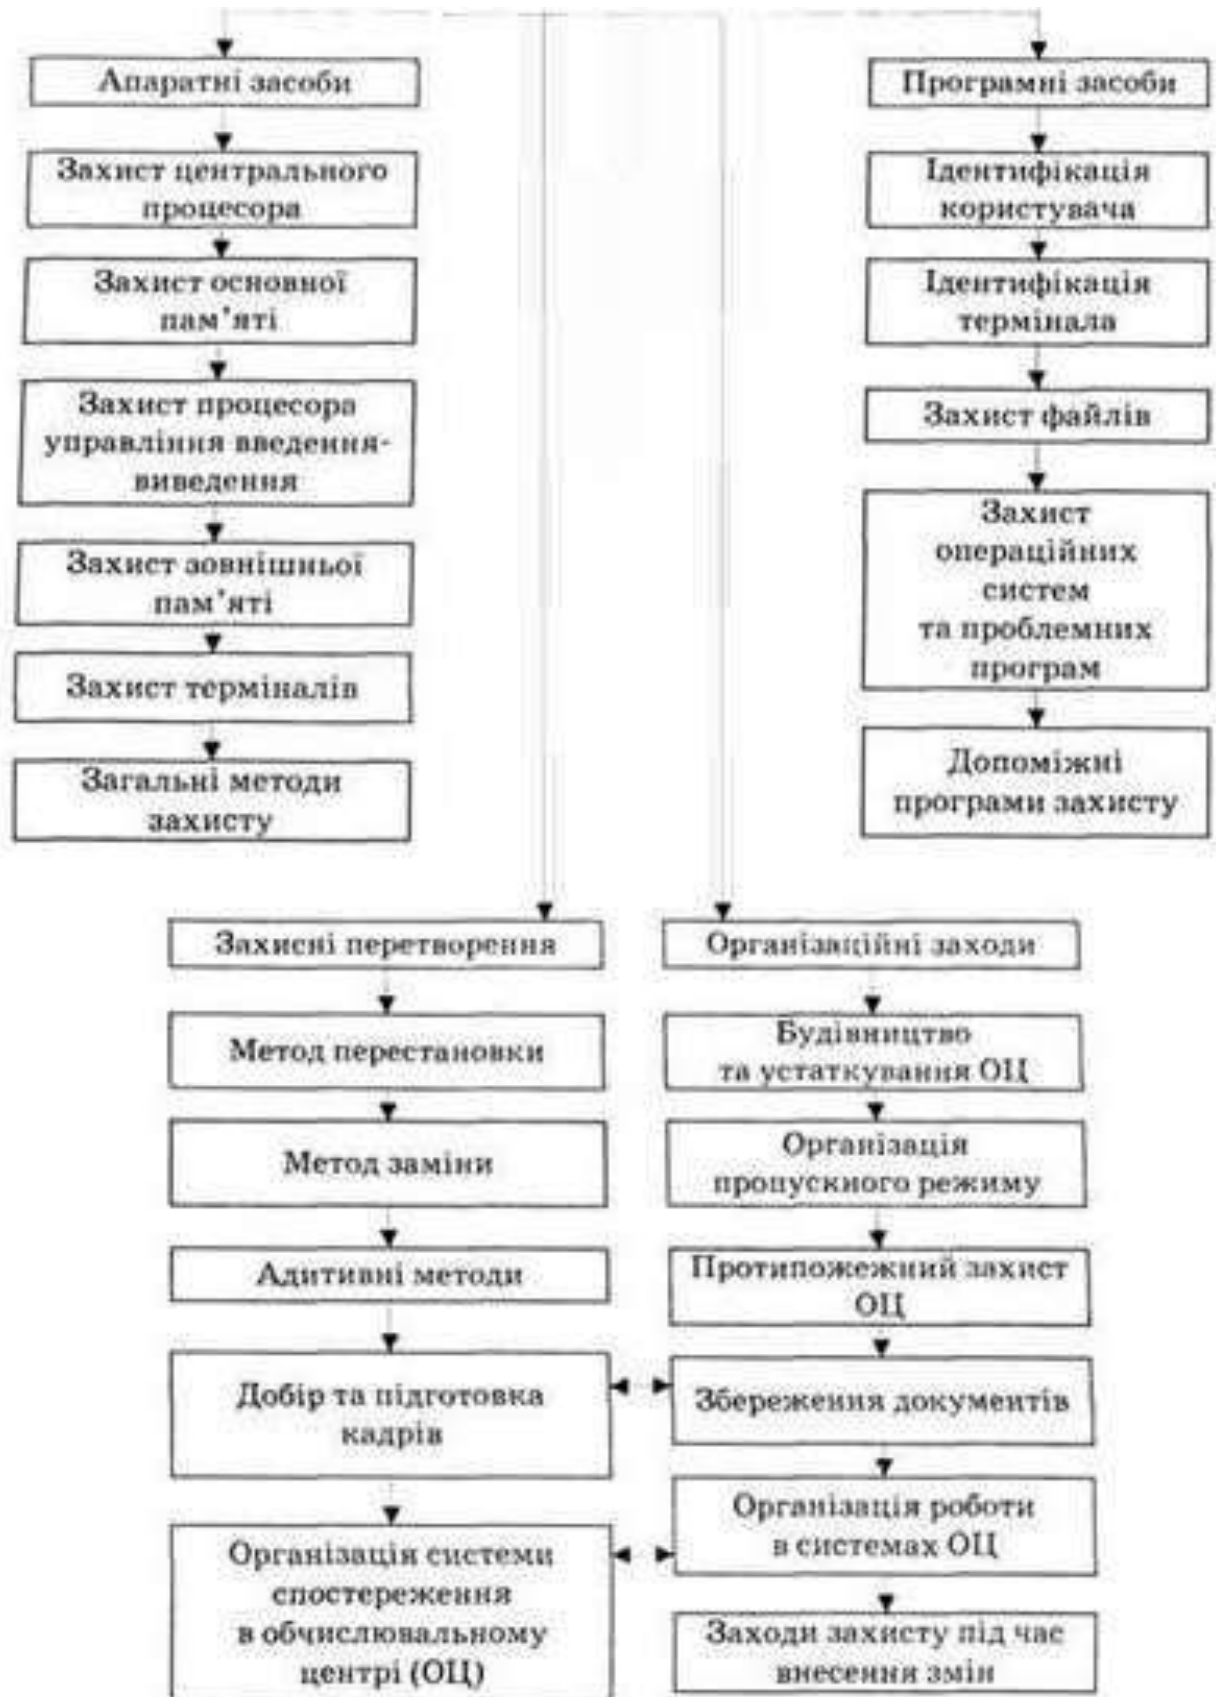 Апаратні засоби
Захист центрального
процесора
Захист основної
пам'яті
Захист процесора
управління введення-
виведення
Захист зовнішньої
пам'яті
Захист терміналів
Загальні методи
захисту
Програмні засоби
Ідентифікація
користувача
Ідентифікація
термінала
Захист файлів
Захист
операційних
систем
та проблемних
програм
Допоміжні
програми захисту
Захисні перетворення
Метод перестановки
Метод заміни
Адитивні методи
Добір та підготовка
кадрів
Організація системи
спостереження
в обчислювальному
центрі (ОЦ)
Організаційні заходи
Будівництво
та устаткування ОЦ
Організація
пропускного режиму
Протипожежний захист
ОЦ
Збереження документів
Організація роботи
в системах ОЦ
Заходи захисту під час
внесення змін